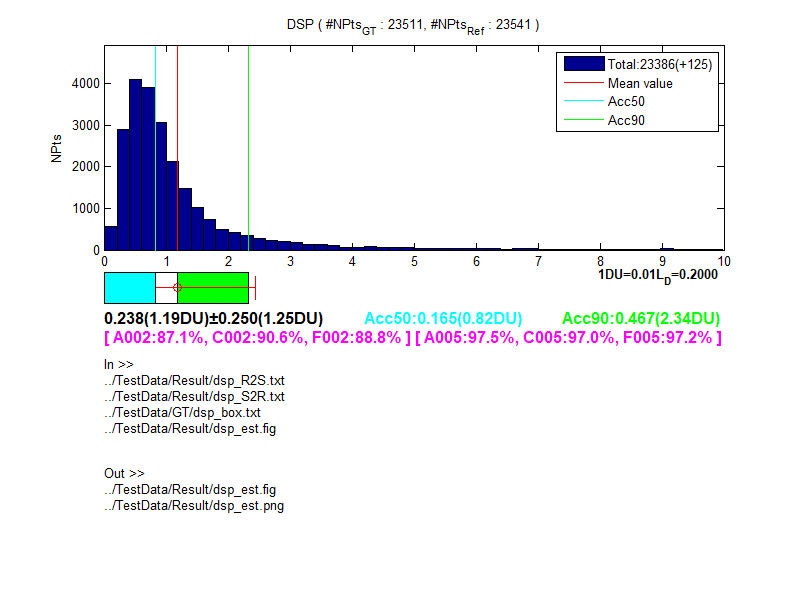 DSP ( #NPtsGT : 23511, #NPtsRef : 23541 )
Total:23386(+125)
Mean value
Acc50
Acc90
NPts
4000
3000
2000
1000
0
0 1 2 3 4 5 6 7 8 9 10
1DU=0.01LD=0.2000
0.238(1.19DU)±0.250(1.25DU) Acc50:0.165(0.82DU) Acc90:0.467(2.34DU)
[ A002:87.1%, C002:90.6%, F002:88.8% ] [ A005:97.5%, C005:97.0%, F005:97.2% ]
In >>
../TestData/Result/dsp_R2S.txt
../TestData/Result/dsp_S2R.txt
../TestData/GT/dsp_box.txt
../TestData/Result/dsp_est.fig
Out >>
../TestData/Result/dsp_est.fig
../TestData/Result/dsp_est.png